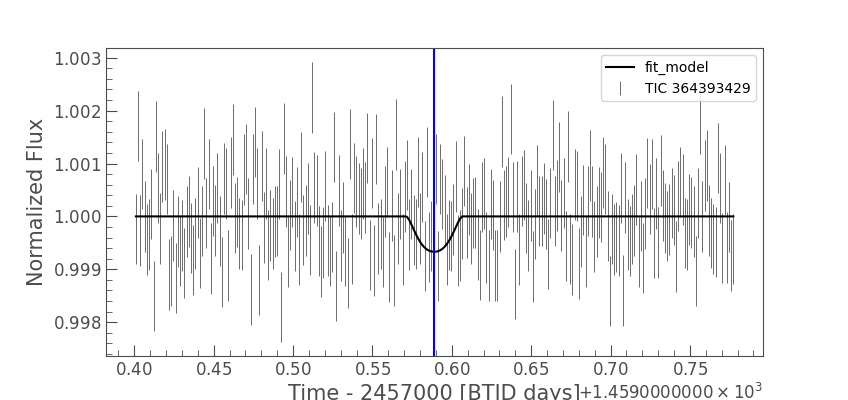 1.003
1.002
1.001
1.000
0.999
0.998
Normalized Flux
fit_model
TIC 364393429
0.40 0.45 0.50 0.55 0.60 0.65 0.70 0.75
Time - 2457000 [BTJD days]
+1.4590000000 × 10³